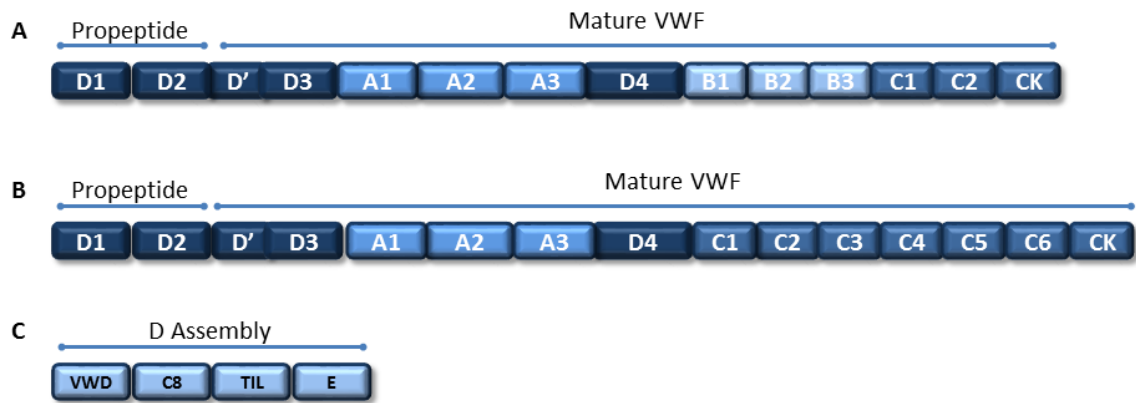 A Propeptide Mature VWF
D1 D2 D’ D3 A1 A2 A3 D4 B1 B2 B3 C1 C2 CK
B Propeptide Mature VWF
D1 D2 D’ D3 A1 A2 A3 D4 C1 C2 C3 C4 C5 C6 CK
C D Assembly
VWD C8 TIL E